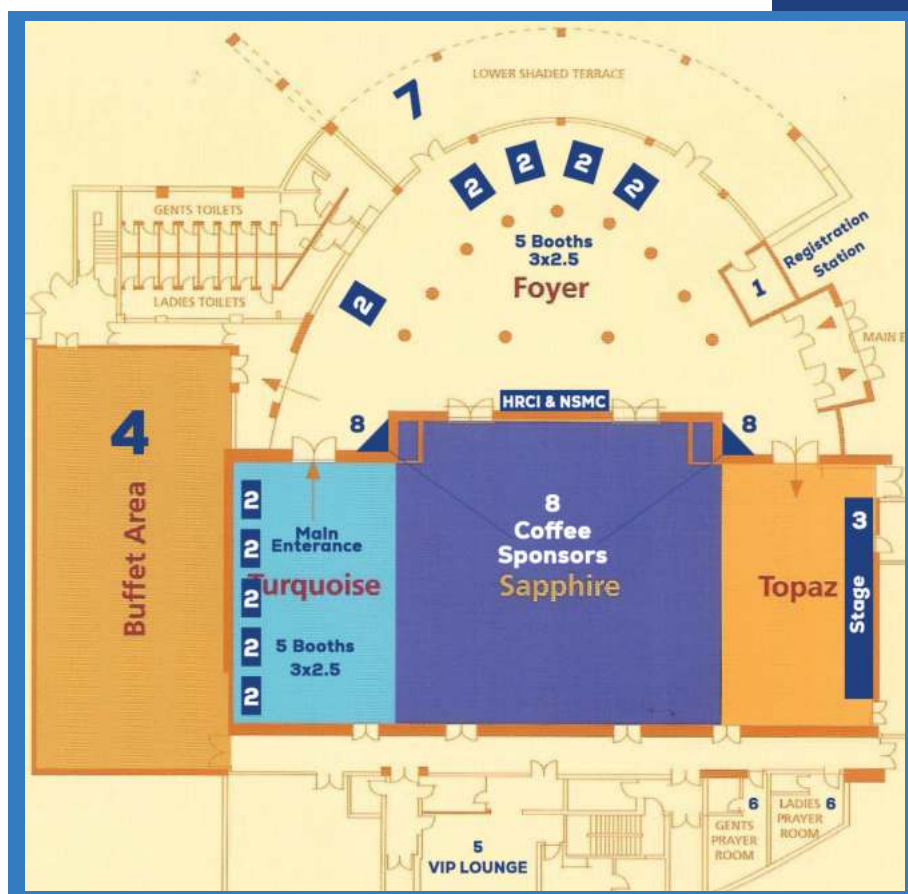 LOWER SHADED TERRACE
7
2
2
2
2
GENTS TOILETS
5 Booths
3x2.5
Foyer
Registration
Station
1
LADIES TOILETS
2
MAIN E
HRCI & NSMC
4
Buffet Area
8
8
2
2
2
2
2
Main
Enterance
Turquoise
5 Booths
3x2.5
8
Coffee
Sponsors
Sapphire
Topaz
3
Stage
5
VIP LOUNGE
6
GENTS
PRAYER
ROOM
LADIES
PRAYER
ROOM
6